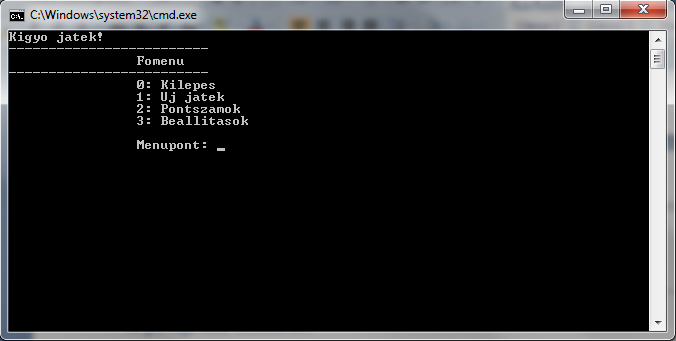 C:\Windows\system32\cmd.exe
Kigyo jatek!
-------------------------
Fomenu
-------------------------
0: Kilepes
1: Uj jatek
2: Pontszamok
3: Beallitasok
Menupont: _